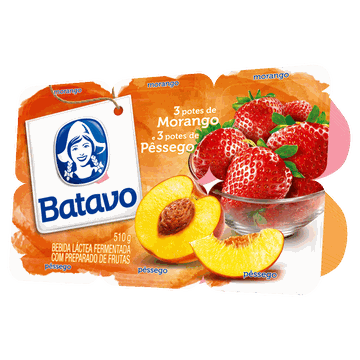 morango
morango
morango
3 potes de
Morango
3 potes de
Pêssego
Batavo
510g
BEBIDA LÁCTEA FERMENTADA
COM PREPARADO DE FRUTAS
pêssego
pêssego
pêssego